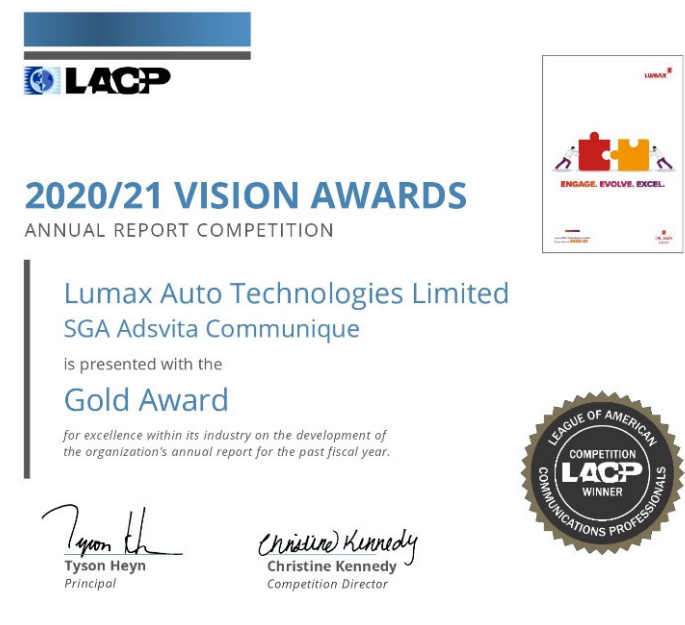 LACP
LUMAX
ENGAGE. EVOLVE. EXCEL.
2020/21 VISION AWARDS
ANNUAL REPORT COMPETITION
Lumax Auto Technologies Limited
SGA Adsvita Communique
is presented with the
Gold Award
for excellence within its industry on the development of
the organization's annual report for the past fiscal year.
LEAGUE OF AMERICAN
COMPETITION
LACP
WINNER
COMMUNICATIONS PROFESSIONALS
Tyson Heyn
Christine Kennedy
Tyson Heyn
Christine Kennedy
Principal
Competition Director